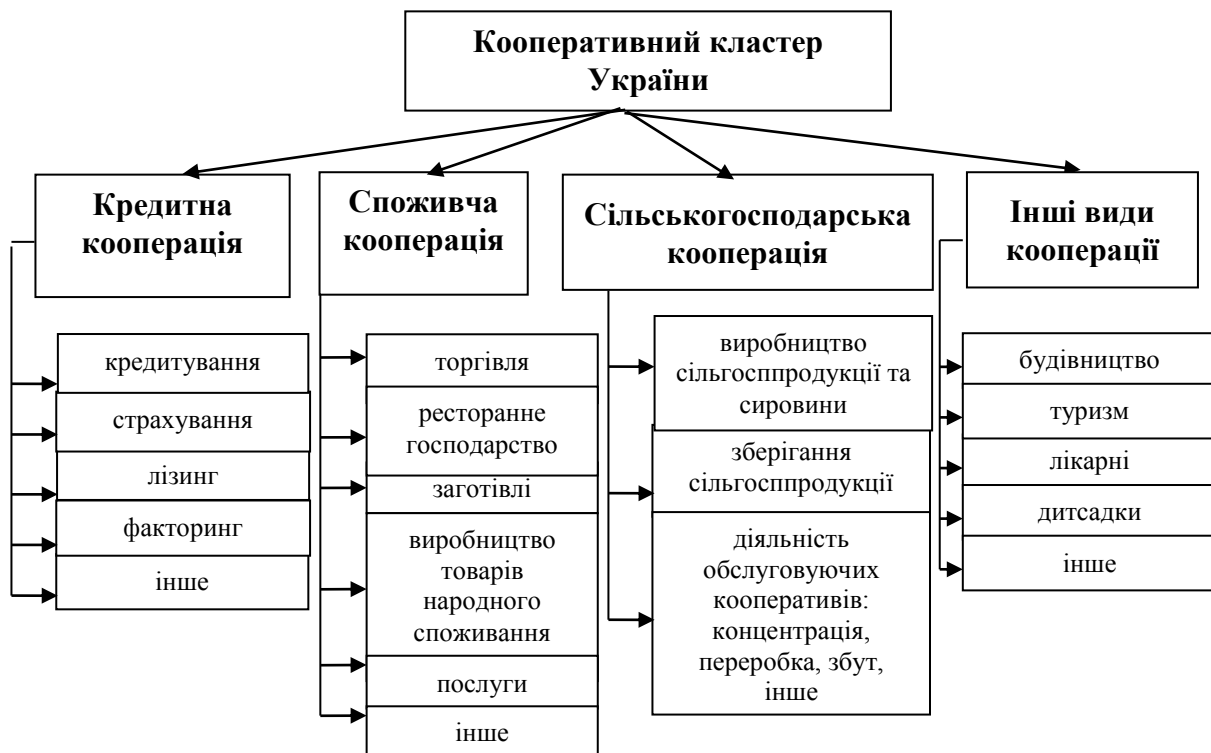 Кооперативний кластер
України
Кредитна
кооперація
Споживча
кооперація
Сільськогосподарська
кооперація
Інші види
кооперації
кредитування
страхування
лізинг
факторинг
інше
торгівля
ресторанне
господарство
заготівлі
виробництво
товарів
народного
споживання
послуги
інше
виробництво
сільгосппродукції та
сировини
зберігання
сільгосппродукції
діяльність
обслуговуючих
кооперативів:
концентрація,
переробка, збут,
інше
будівництво
туризм
лікарні
дитсадки
інше